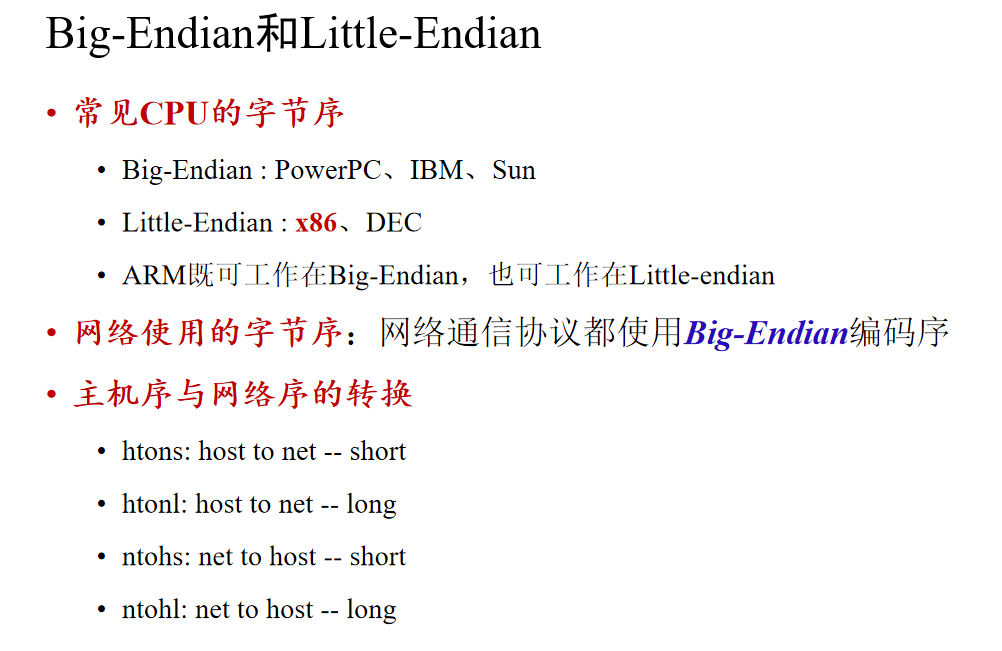 Big-Endian和Little-Endian
• 常见CPU的字节序
• Big-Endian : PowerPC、IBM、Sun
• Little-Endian : x86、DEC
• ARM既可工作在Big-Endian，也可工作在Little-endian
• 网络使用的字节序：网络通信协议都使用Big-Endian编码序
• 主机序与网络序的转换
• htons: host to net -- short
• htonl: host to net -- long
• ntohs: net to host -- short
• ntohl: net to host -- long